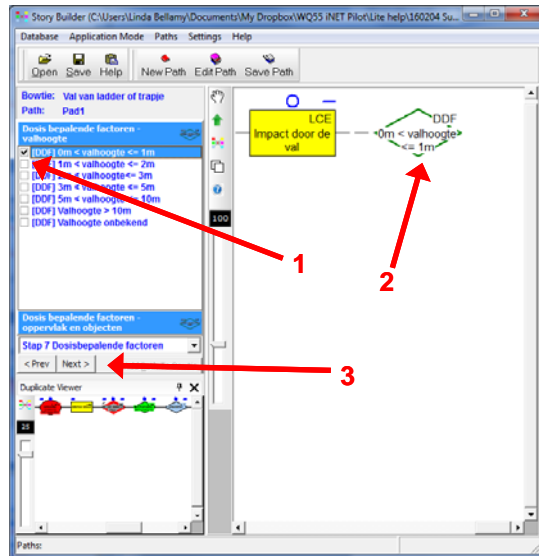 Story Builder (C:\Users\Linda Bellamy\Documents\My Dropbox\WQ55 iNET Pilot\Lite help\160204 Su...
Database Application Mode Paths Settings Help
Open Save Help New Path Edit Path Save Path
Bowtie: Val van ladder of trapje
Path: Pad1
Dosis bepalende factoren -
valhoogte
[DDF] 0m < valhoogte <= 1m
[DDF] 1m < valhoogte <= 2m
[DDF] 2m < valhoogte<= 3m
[DDF] 3m < valhoogte <= 5m
[DDF] 5m < valhoogte <= 10m
[DDF] Valhoogte > 10m
[DDF] Valhoogte onbekend
Dosis bepalende factoren -
oppervlak en objecten
Stap 7 Dosisbepalende factoren
< Prev Next >
Duplicate Viewer
25
Paths:
100
LCE
Impact door de
val
DDF
0m < valhoogte
<= 1m
1
2
3